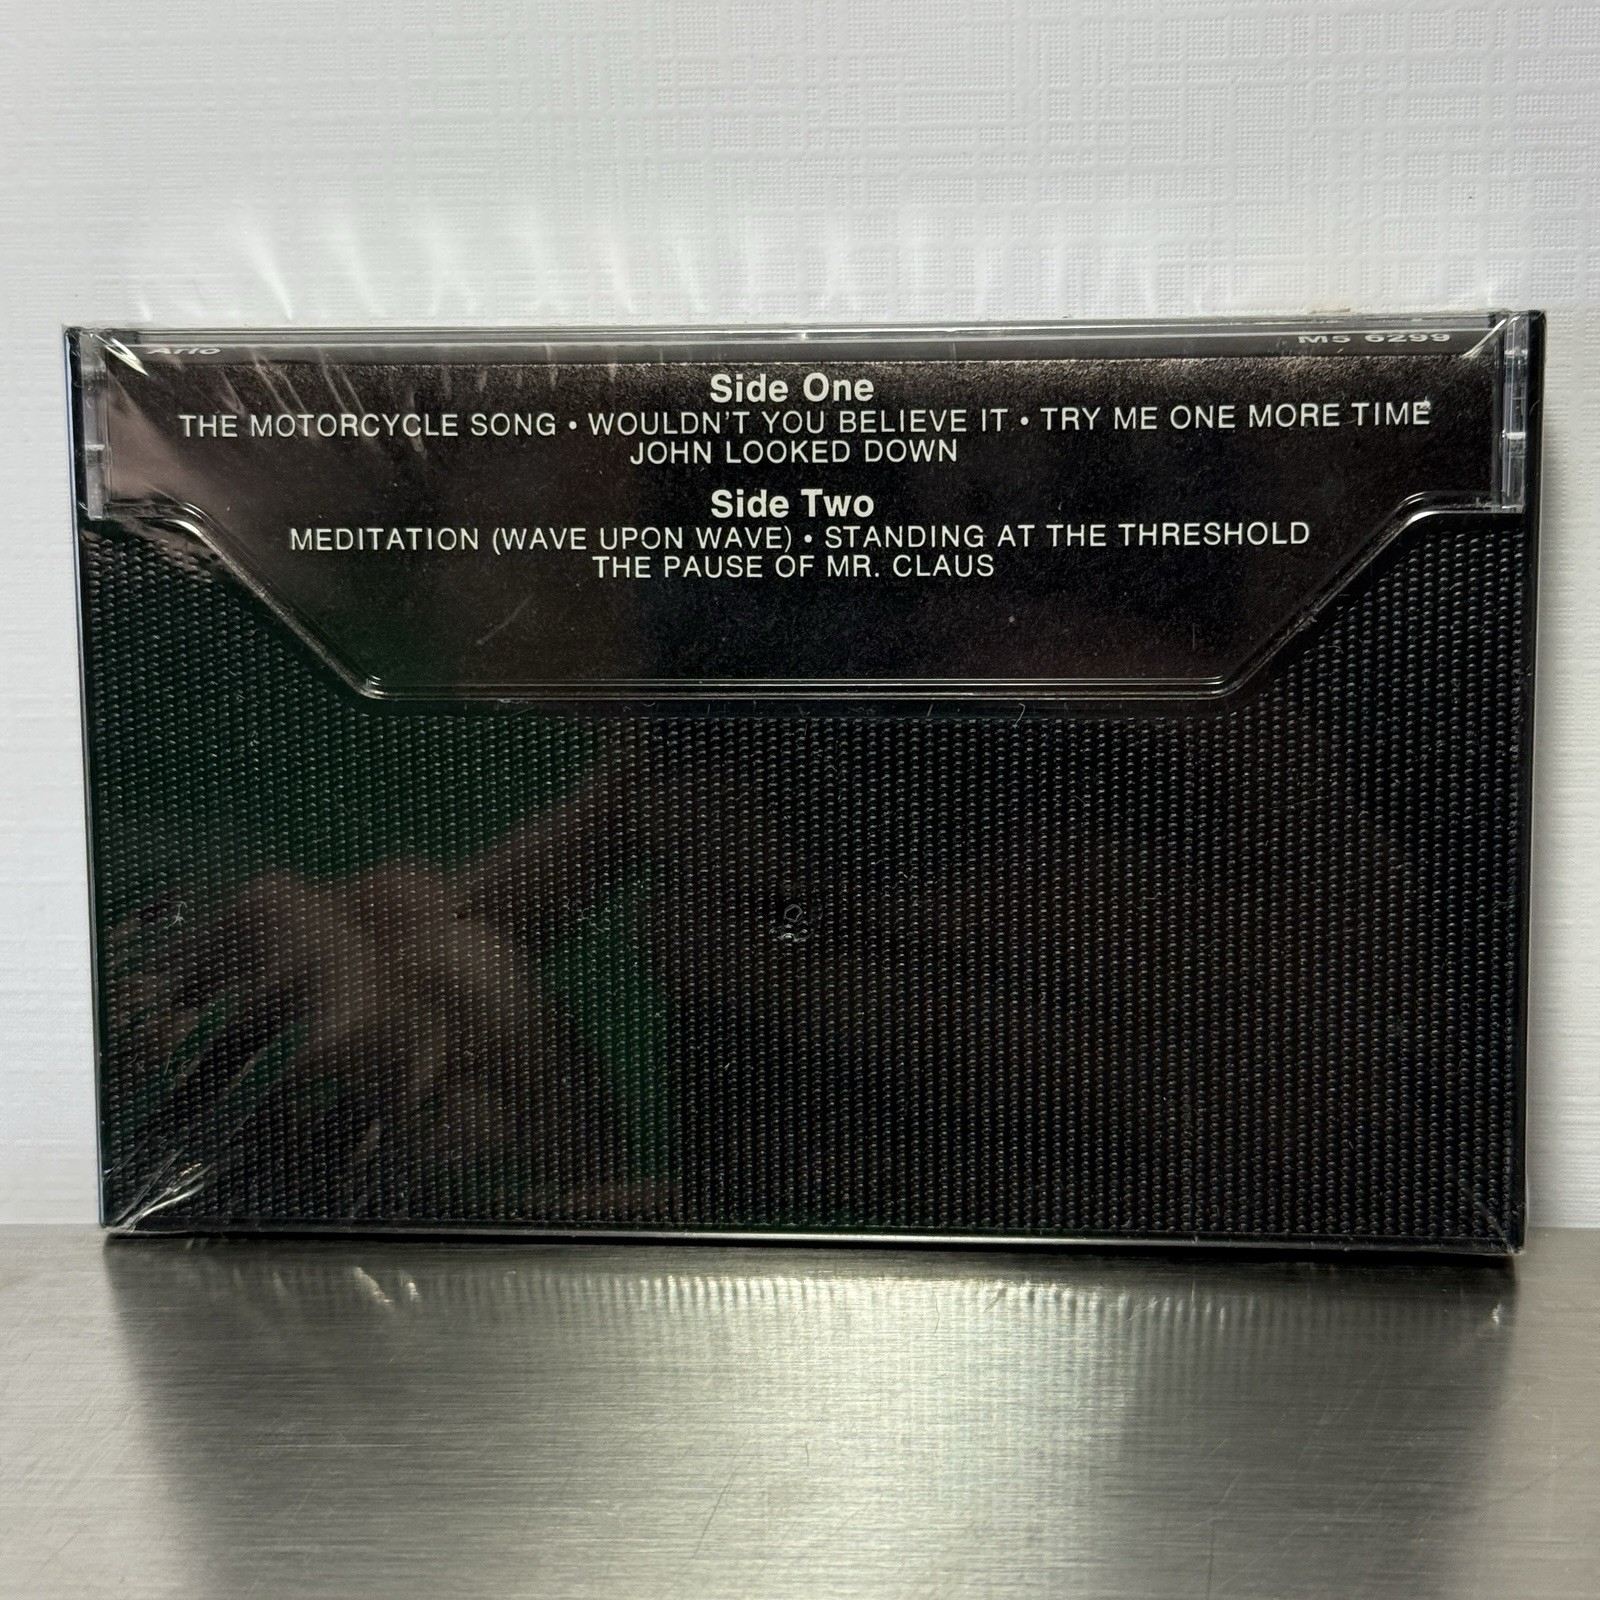 Arlo M5 6299
Side One
THE MOTORCYCLE SONG • WOULDN'T YOU BELIEVE IT • TRY ME ONE MORE TIME
JOHN LOOKED DOWN
Side Two
MEDITATION (WAVE UPON WAVE) • STANDING AT THE THRESHOLD
THE PAUSE OF MR. CLAUS